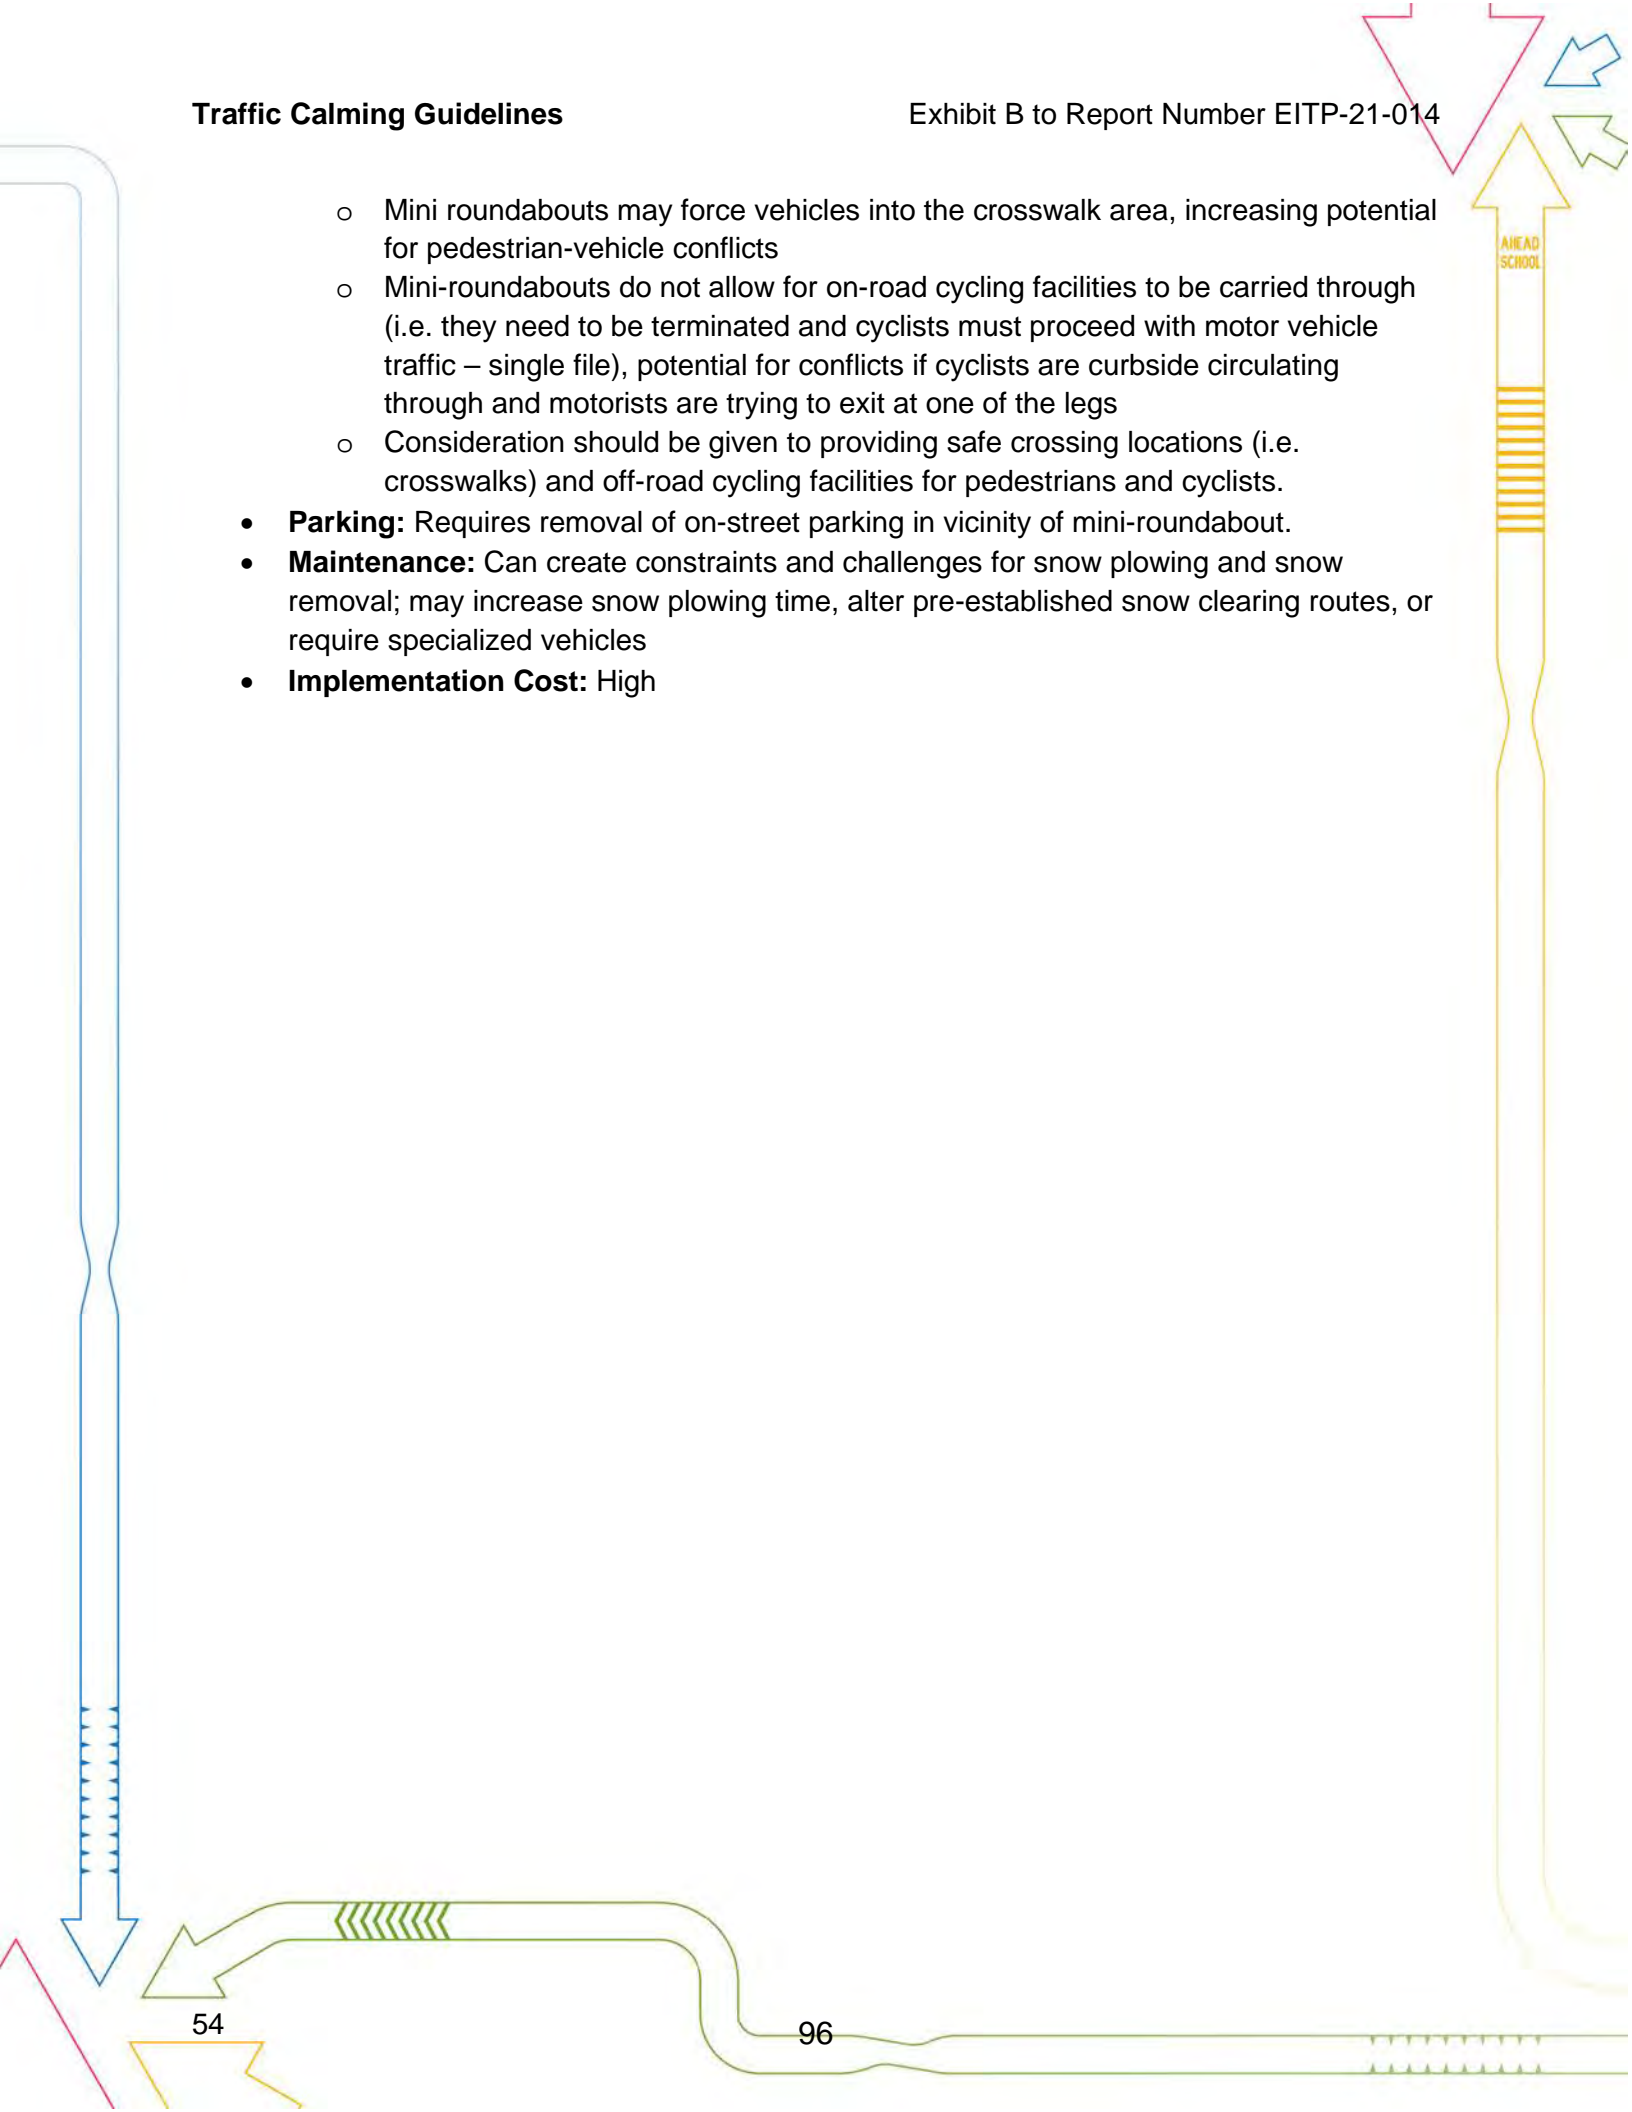 Traffic Calming Guidelines Exhibit B to Report Number EITP-21-014
o Mini roundabouts may force vehicles into the crosswalk area, increasing potential
for pedestrian-vehicle conflicts
o Mini-roundabouts do not allow for on-road cycling facilities to be carried through
(i.e. they need to be terminated and cyclists must proceed with motor vehicle
traffic – single file), potential for conflicts if cyclists are curbside circulating
through and motorists are trying to exit at one of the legs
o Consideration should be given to providing safe crossing locations (i.e.
crosswalks) and off-road cycling facilities for pedestrians and cyclists.
• Parking: Requires removal of on-street parking in vicinity of mini-roundabout.
• Maintenance: Can create constraints and challenges for snow plowing and snow
removal; may increase snow plowing time, alter pre-established snow clearing routes, or
require specialized vehicles
• Implementation Cost: High
AHEAD
SCHOOL
54
96